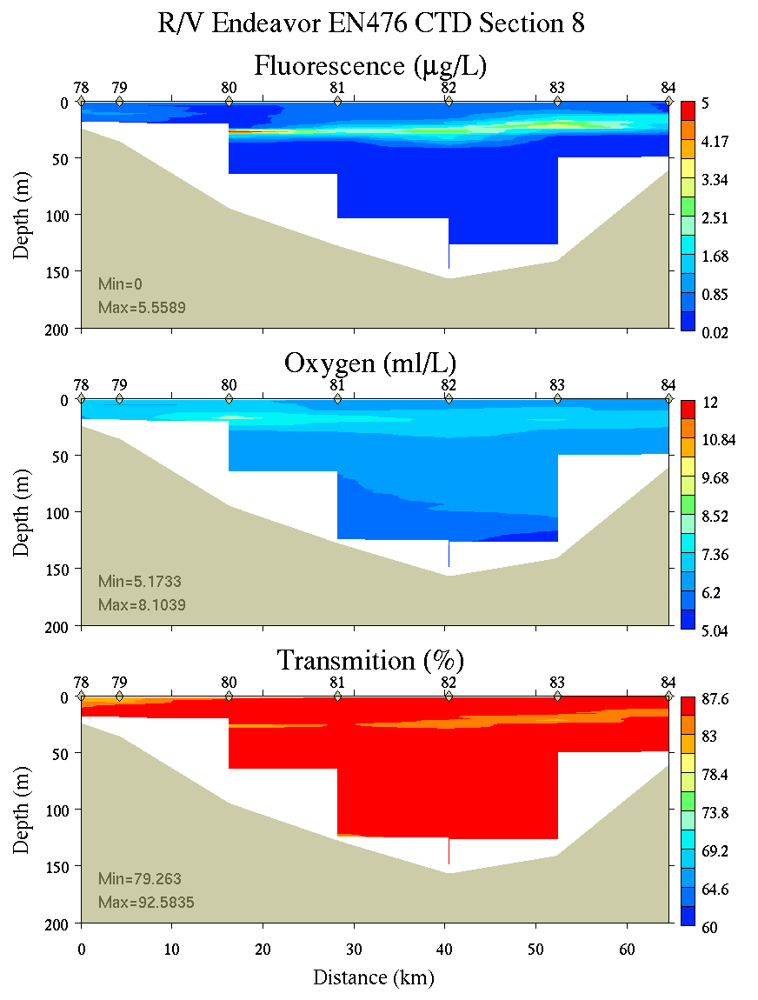 R/V Endeavor EN476 CTD Section 8
Fluorescence (µg/L)
78 79 80 81 82 83 84
0
50
100
150
200
Depth (m)
Min=0
Max=5.5589
5
4.17
3.34
2.51
1.68
0.85
0.02
Oxygen (ml/L)
78 79 80 81 82 83 84
0
50
100
150
200
Depth (m)
Min=5.1733
Max=8.1039
12
10.84
9.68
8.52
7.36
6.2
5.04
Transmition (%)
78 79 80 81 82 83 84
0
50
100
150
200
Depth (m)
Min=79.263
Max=92.5835
87.6
83
78.4
73.8
69.2
64.6
60
0 10 20 30 40 50 60
Distance (km)